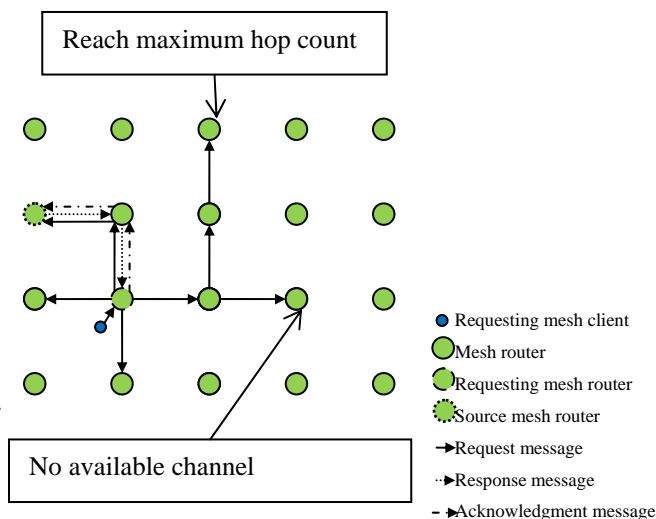 Reach maximum hop count
Requesting mesh client
Mesh router
Requesting mesh router
Source mesh router
Request message
Response message
Acknowledgment message
No available channel